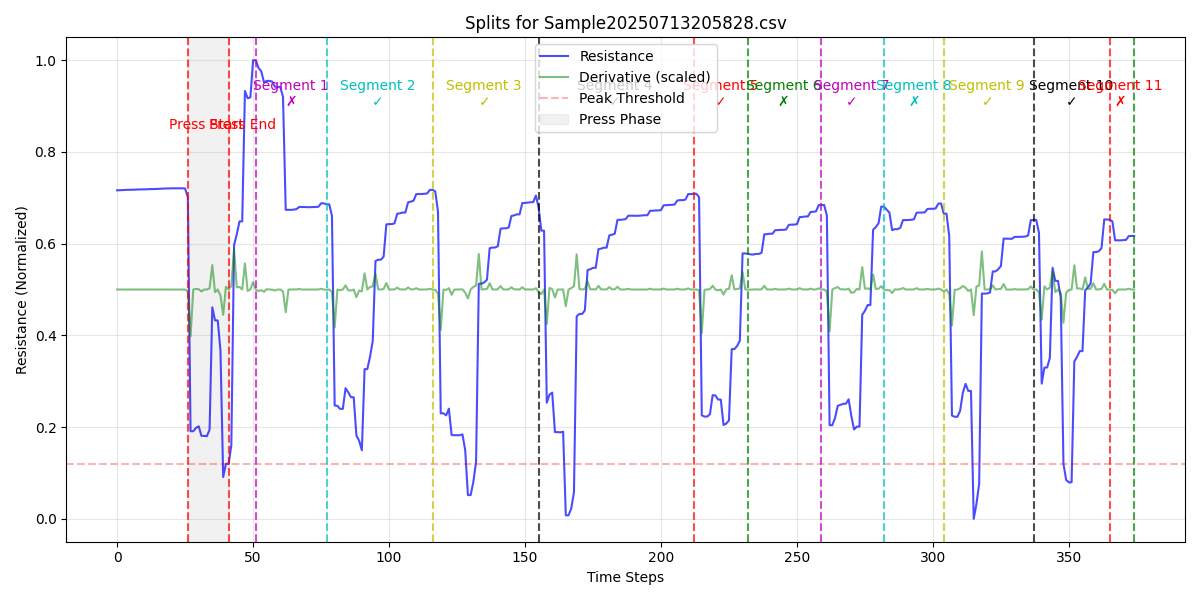 Splits for Sample20250713205828.csv
Resistance
Derivative (scaled)
Peak Threshold
Press Phase
Segment 1
✗
Segment 2
✓
Segment 3
✓
Segment 4
Segment 5
✓
Segment 6
✗
Segment 7
✓
Segment 8
✗
Segment 9
✓
Segment 10
✓
Segment 11
✗
Press Start
Press End
Resistance (Normalized)
1.0
0.8
0.6
0.4
0.2
0.0
0 50 100 150 200 250 300 350
Time Steps